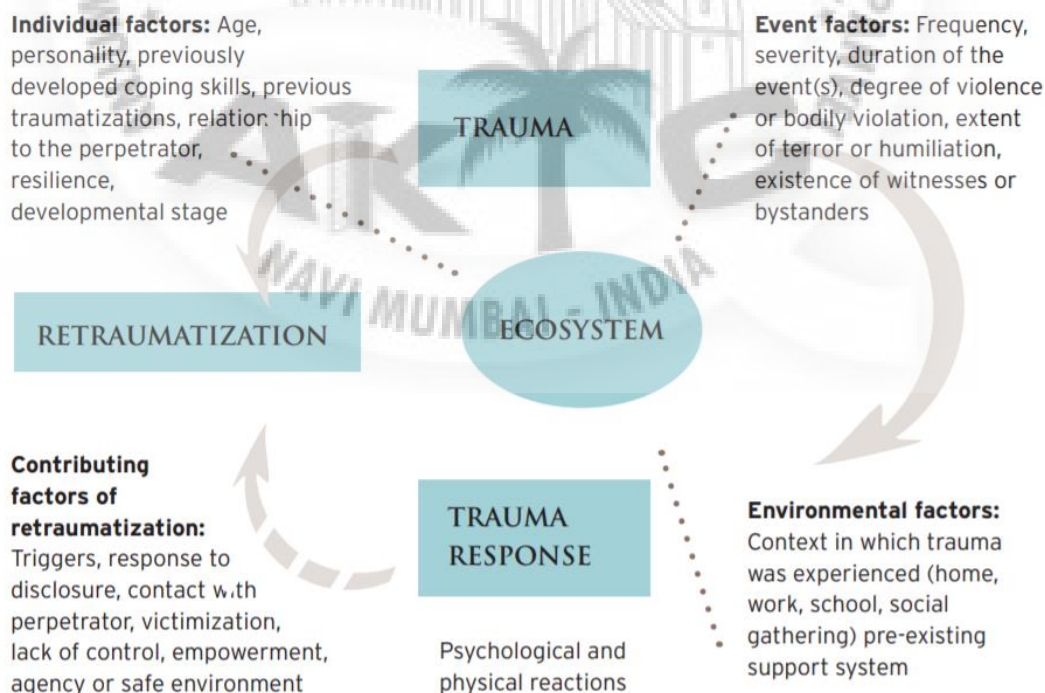 Individual factors: Age,
personality, previously
developed coping skills, previous
traumatizations, relationship
to the perpetrator,
resilience,
developmental stage
TRAUMA
Event factors: Frequency,
severity, duration of the
event(s), degree of violence
or bodily violation, extent
of terror or humiliation,
existence of witnesses or
bystanders
AKTC
NAVI MUMBAI - INDIA
RETRAUMATIZATION
ECOSYSTEM
Contributing
factors of
retraumatization:
Triggers, response to
disclosure, contact with
perpetrator, victimization,
lack of control, empowerment,
agency or safe environment
TRAUMA
RESPONSE
Psychological and
physical reactions
Environmental factors:
Context in which trauma
was experienced (home,
work, school, social
gathering) pre-existing
support system